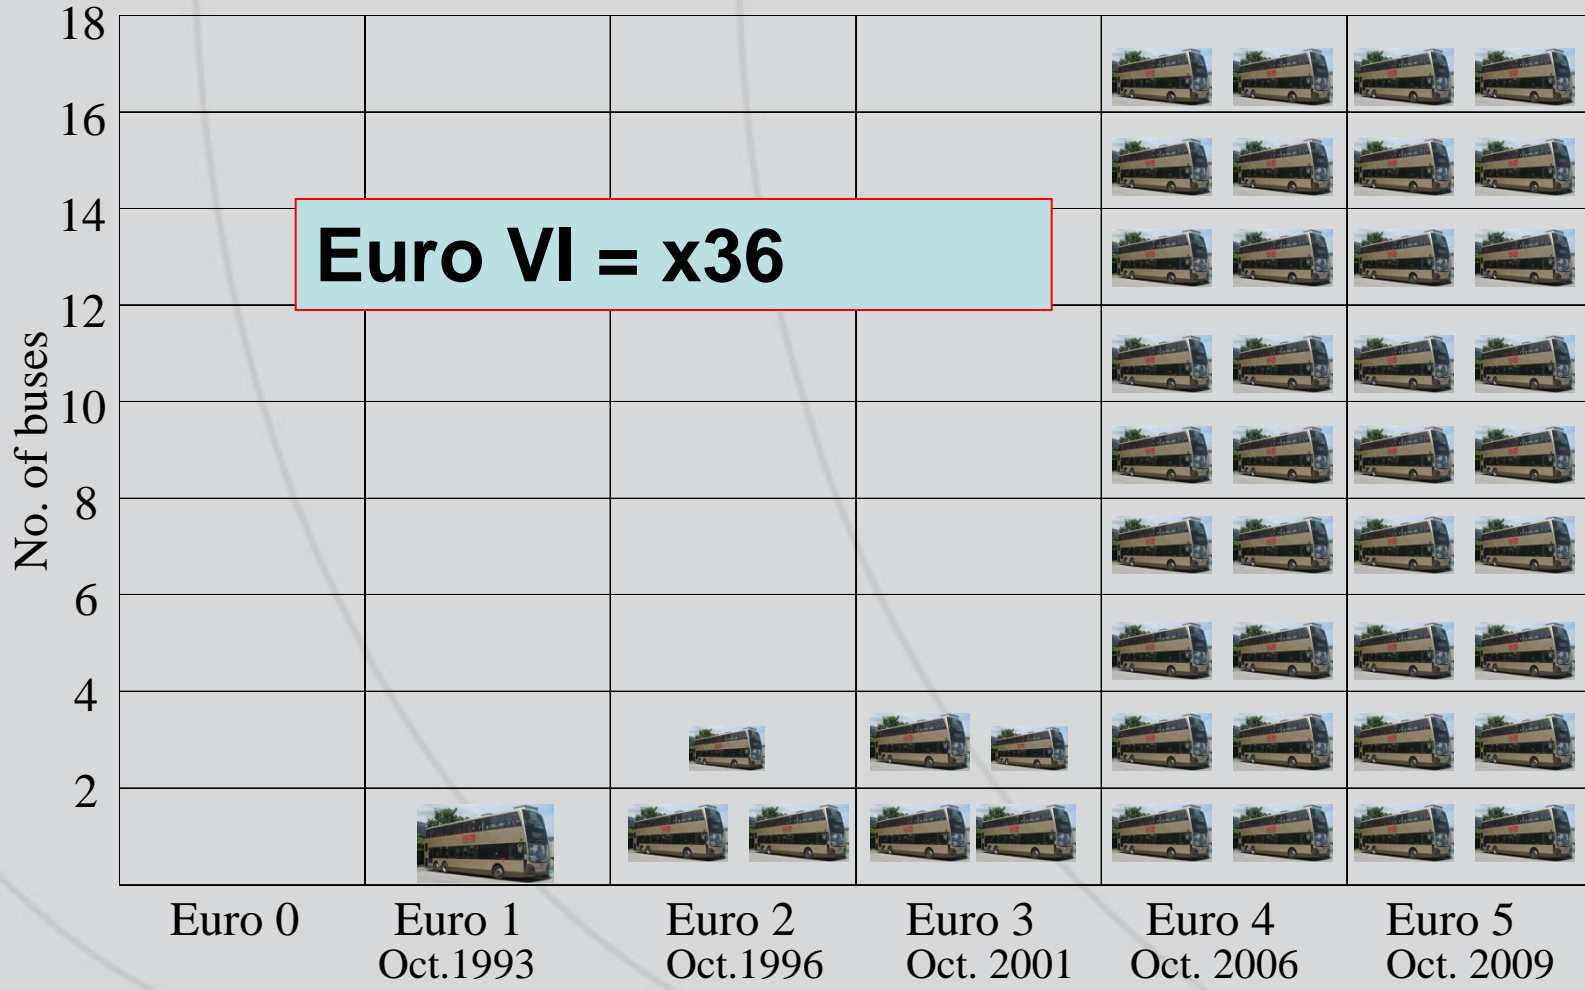 18
16
14
12
10
8
6
4
2
No. of buses
Euro VI = x36
Euro 0
Euro 1
Euro 2
Euro 3
Euro 4
Euro 5
Oct.1993
Oct.1996
Oct. 2001
Oct. 2006
Oct. 2009